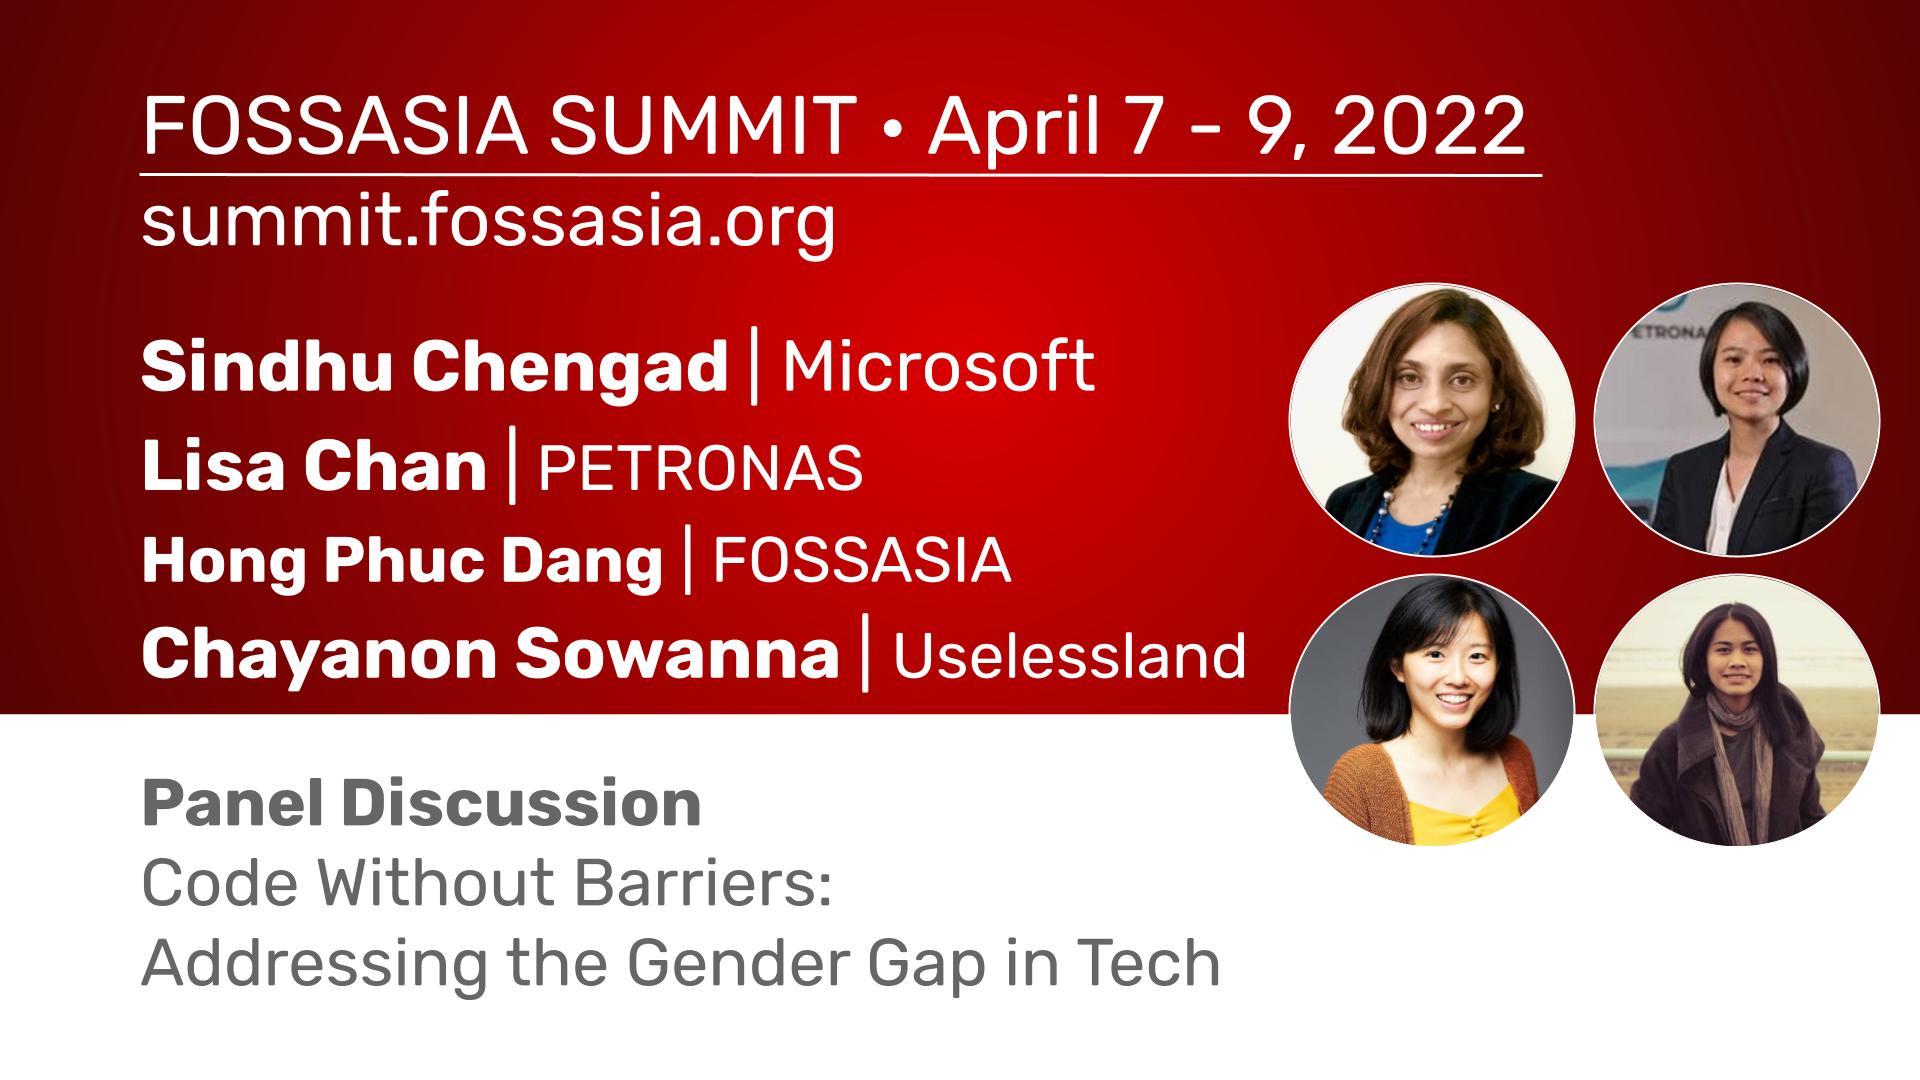 FOSSASIA SUMMIT • April 7 - 9, 2022
summit.fossasia.org
Sindhu Chengad | Microsoft
Lisa Chan | PETRONAS
Hong Phuc Dang | FOSSASIA
Chayanon Sowanna | Uselessland
ETRONA
Panel Discussion
Code Without Barriers:
Addressing the Gender Gap in Tech